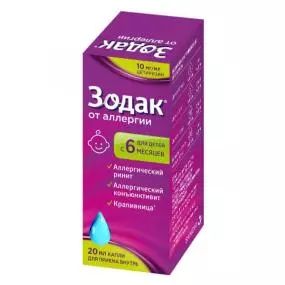 Зодак®
от аллергии
10 мг/мл
цетиризин
Зодак®
от аллергии
с 6 для детей
месяцев
✓ Аллергический
ринит
✓ Аллергический
конъюнктивит
✓ Крапивница
20 мл капли
для приема внутрь